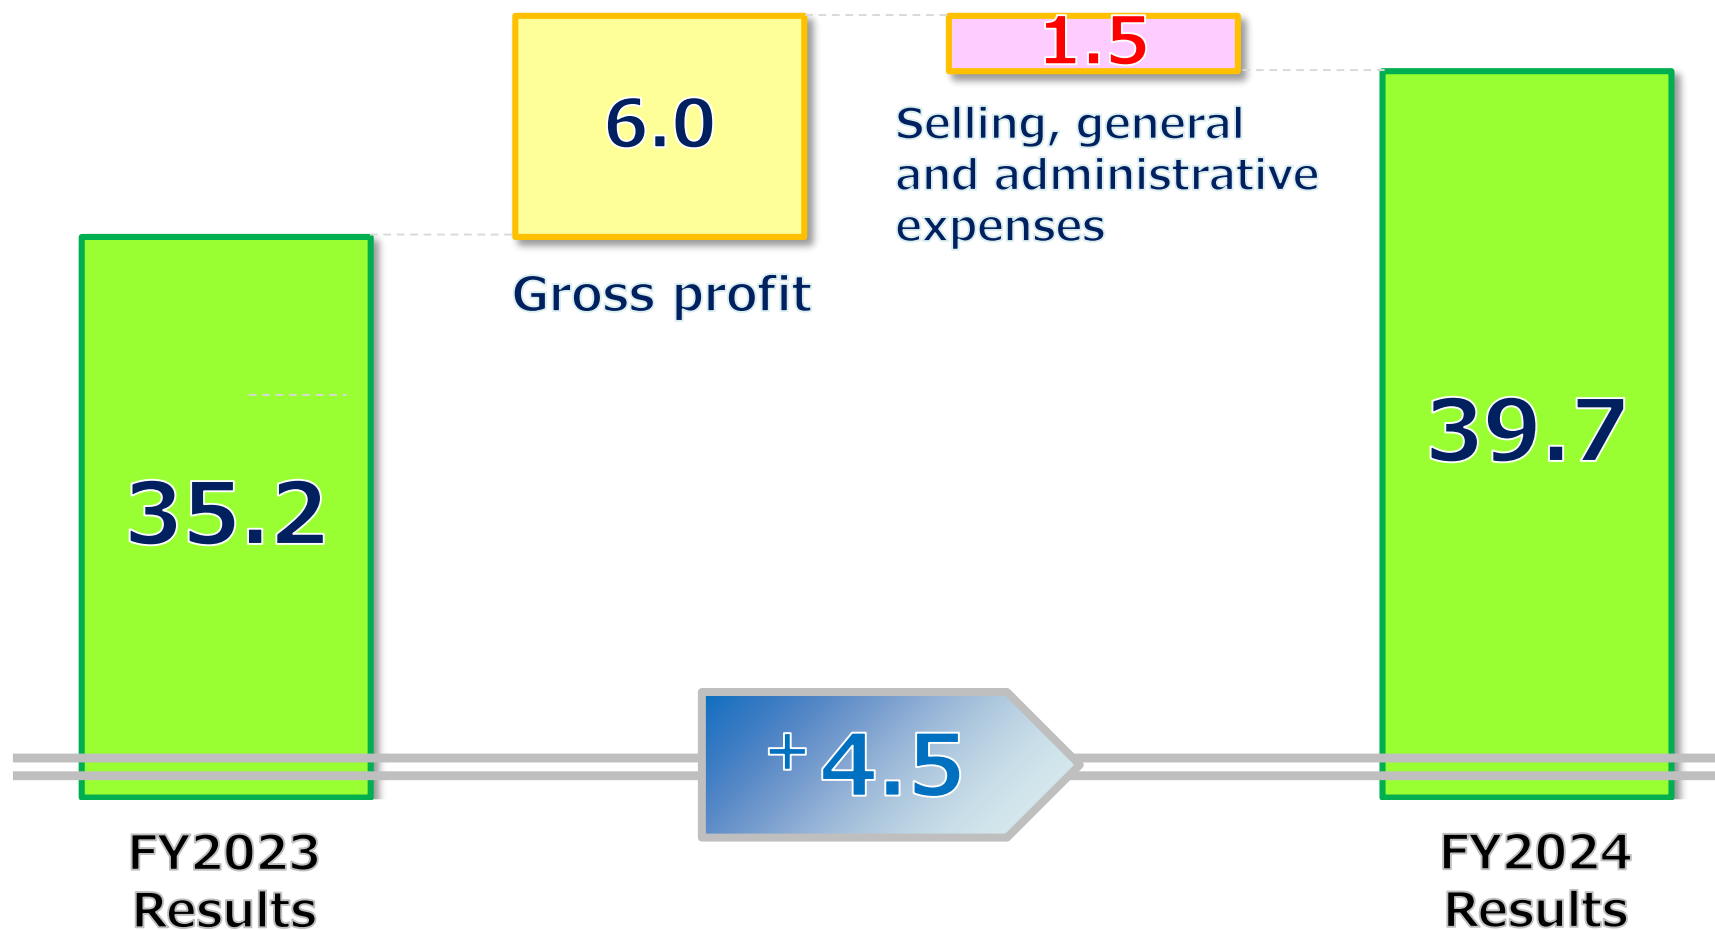 35.2
FY2023
Results
6.0
Gross profit
1.5
Selling, general
and administrative
expenses
+4.5
39.7
FY2024
Results